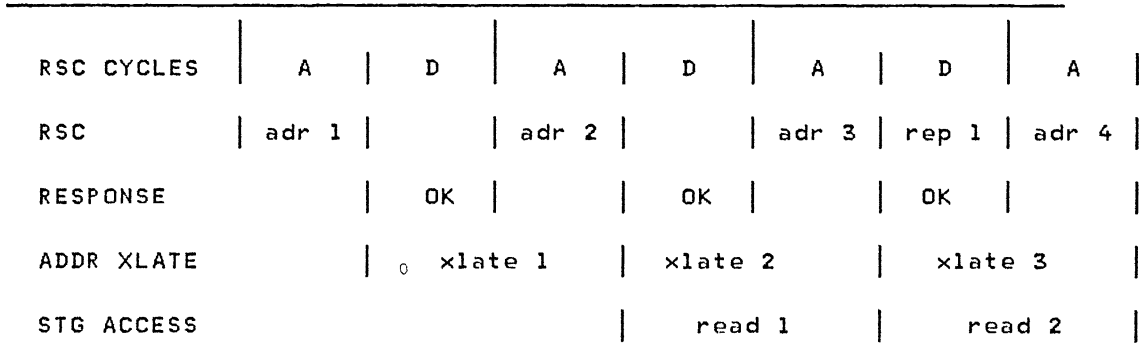 RSC CYCLES | A | D | A | D | A | D | A |
RSC | adr 1 | | adr 2 | | adr 3 | rep 1 | adr 4 |
RESPONSE | OK | | OK | | OK | |
ADDR XLATE | xlate 1 | xlate 2 | xlate 3 |
STG ACCESS | read 1 | read 2 |